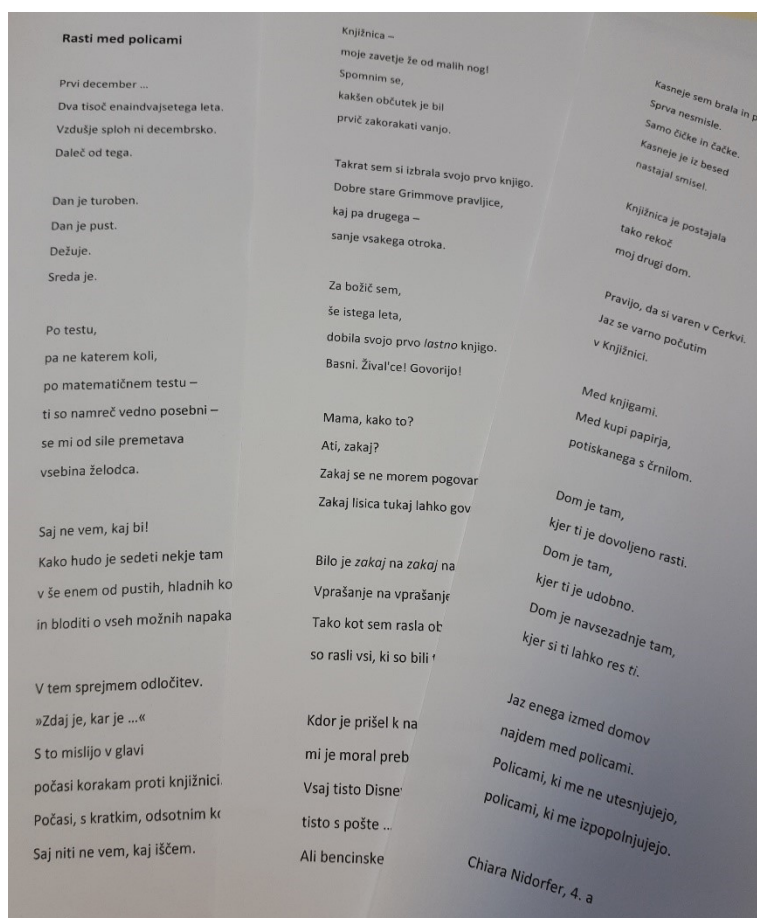 Rasti med policami
Prvi december ...
Dva tisoč enaindvajsetega leta.
Vzdušje sploh ni decembrsko.
Daleč od tega.
Dan je turoben.
Dan je pust.
Dežuje.
Sreda je.
Po testu,
pa ne katerem koli,
po matematičnem testu –
ti so namreč vedno posebni –
se mi od sile premetava
vsebina želodca.
Saj ne vem, kaj bi!
Kako hudo je sedeti nekje tam
v še enem od pustih, hladnih
in bloditi o vseh možnih
V tem sprejmem odločitev.
»Zdaj je, kar je ...«
S to mislijo v glavi
počasi korakam proti knjižnici.
Počasi, s kratkim, odsotnim
Saj niti ne vem, kaj iščem.
Knjižnica –
moje zavetje že od malih nog!
Spomnim se,
kakšen občutek je bil
prvič zakorakati vanjo.
Takrat sem si izbrala svojo prvo knjigo.
Dobre stare Grimmove pravljice,
kaj pa drugega –
sanje vsakega otroka.
Za božič sem,
še istega leta,
dobila svojo prvo lastno knjigo.
Basni. Žival'ce! Govorijo!
Mama, kako to?
Ati, zakaj?
Zakaj se ne morem
Zakaj lisica tukaj lahko
Bilo je zakaj na zakaj na
Vprašanje na
Tako kot sem rasla
so rasli vsi, ki so bili
Kdor je prišel k
mi je moral
Vsaj tisto
tisto s pošte ...
Ali bencinske
Kasneje sem brala in
Sprva nesmisle.
Samo čičke in čačke.
Kasneje je iz besed
nastajal smisel.
Knjižnica je postajala
tako rekoč
moj drugi dom.
Pravijo, da si varen v Cerkvi.
Jaz se varno počutim
v Knjižnici.
Med knjigami.
Med kupi papirja,
potiskanega s črnilom.
Dom je tam,
kjer ti je dovoljeno rasti.
Dom je tam,
kjer ti je udobno.
Dom je navsezadnje tam,
kjer si ti lahko res ti.
Jaz enega izmed domov
najdem med policami.
Policami, ki me ne utesnjujejo,
policami, ki me izpopolnjujejo.
Chiara Nidorfer, 4. a